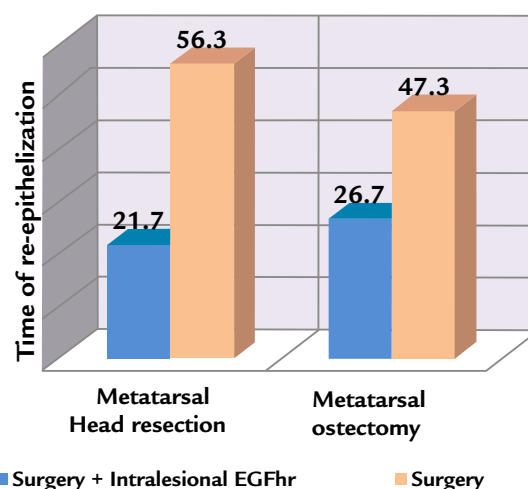 56.3
47.3
21.7
26.7
Time of re-epithelization
Metatarsal
Head resection
Metatarsal
ostectomy
Surgery + Intralesional EGFhr
Surgery